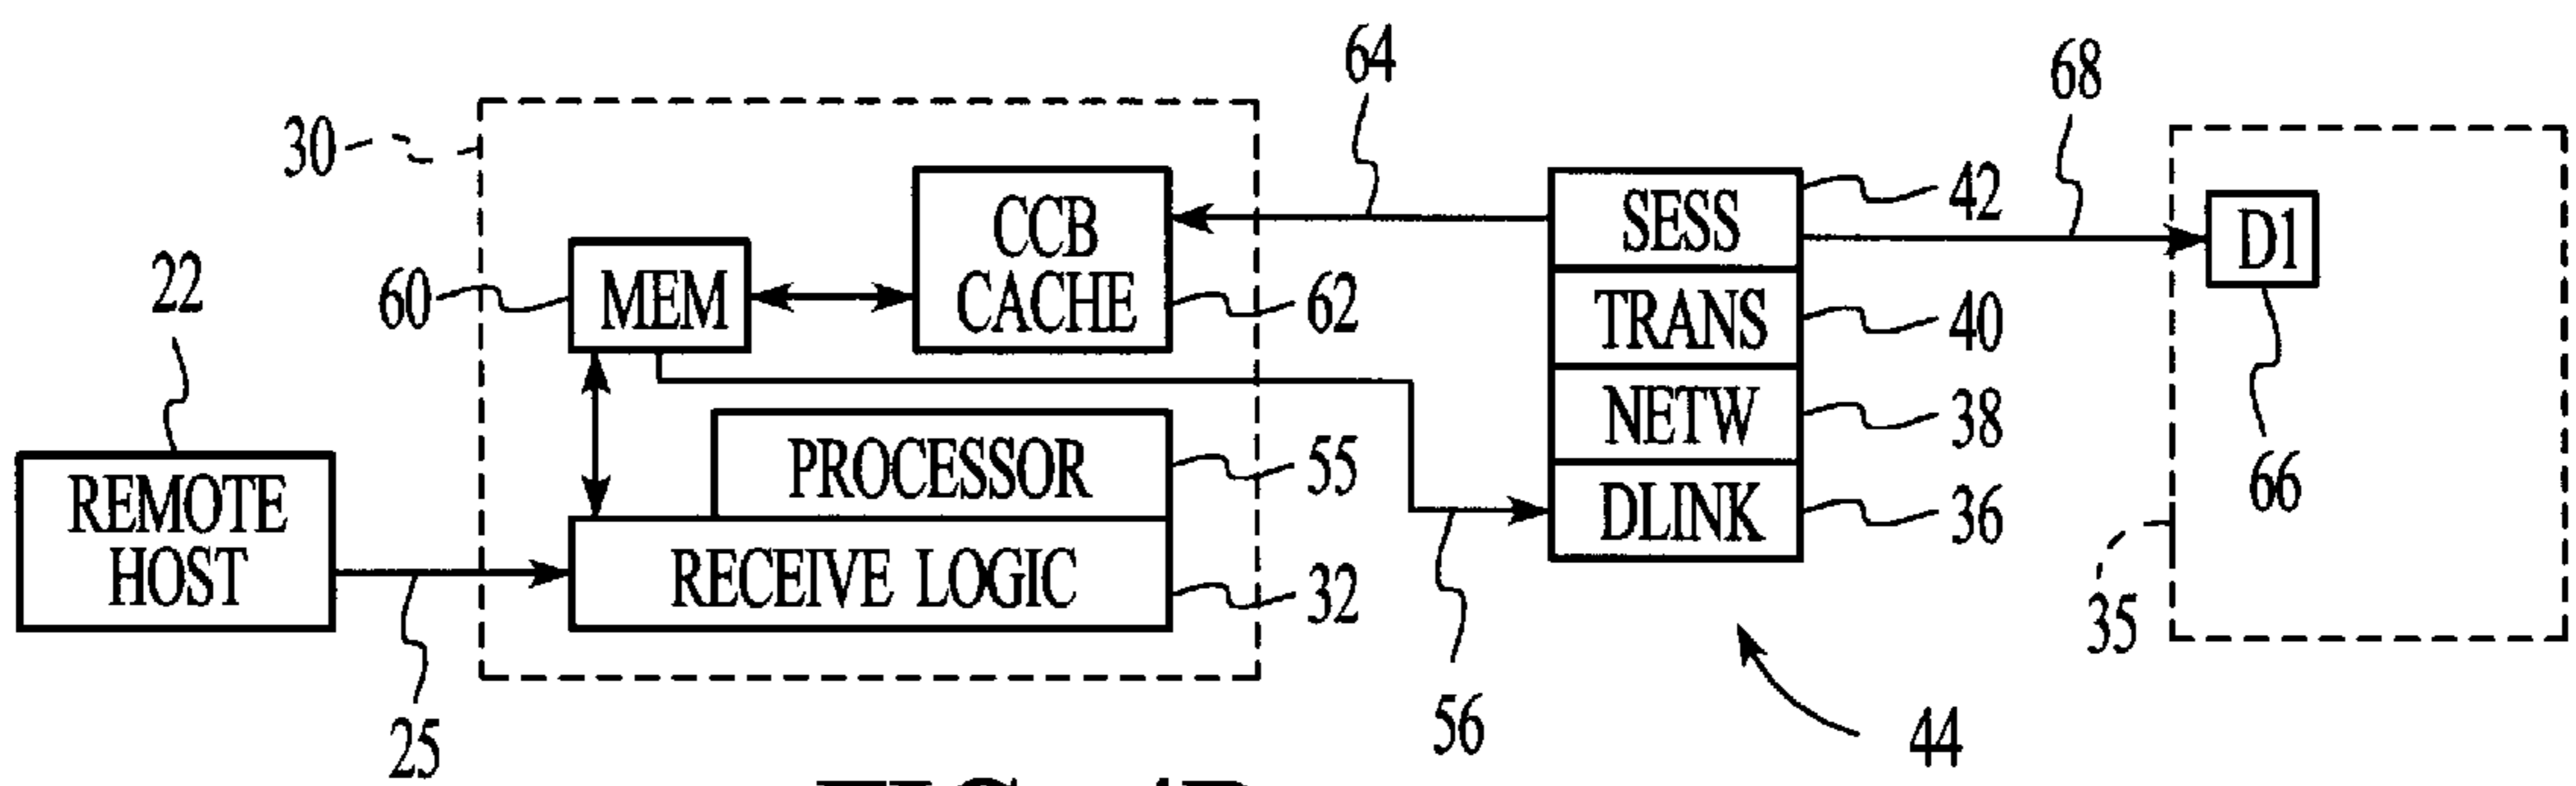 64
68
30
CCB
CACHE
SESS
42
D1
22
60
MEM
62
TRANS
40
NETW
38
66
REMOTE
HOST
PROCESSOR
55
DLINK
36
RECEIVE LOGIC
32
35
25
56
44